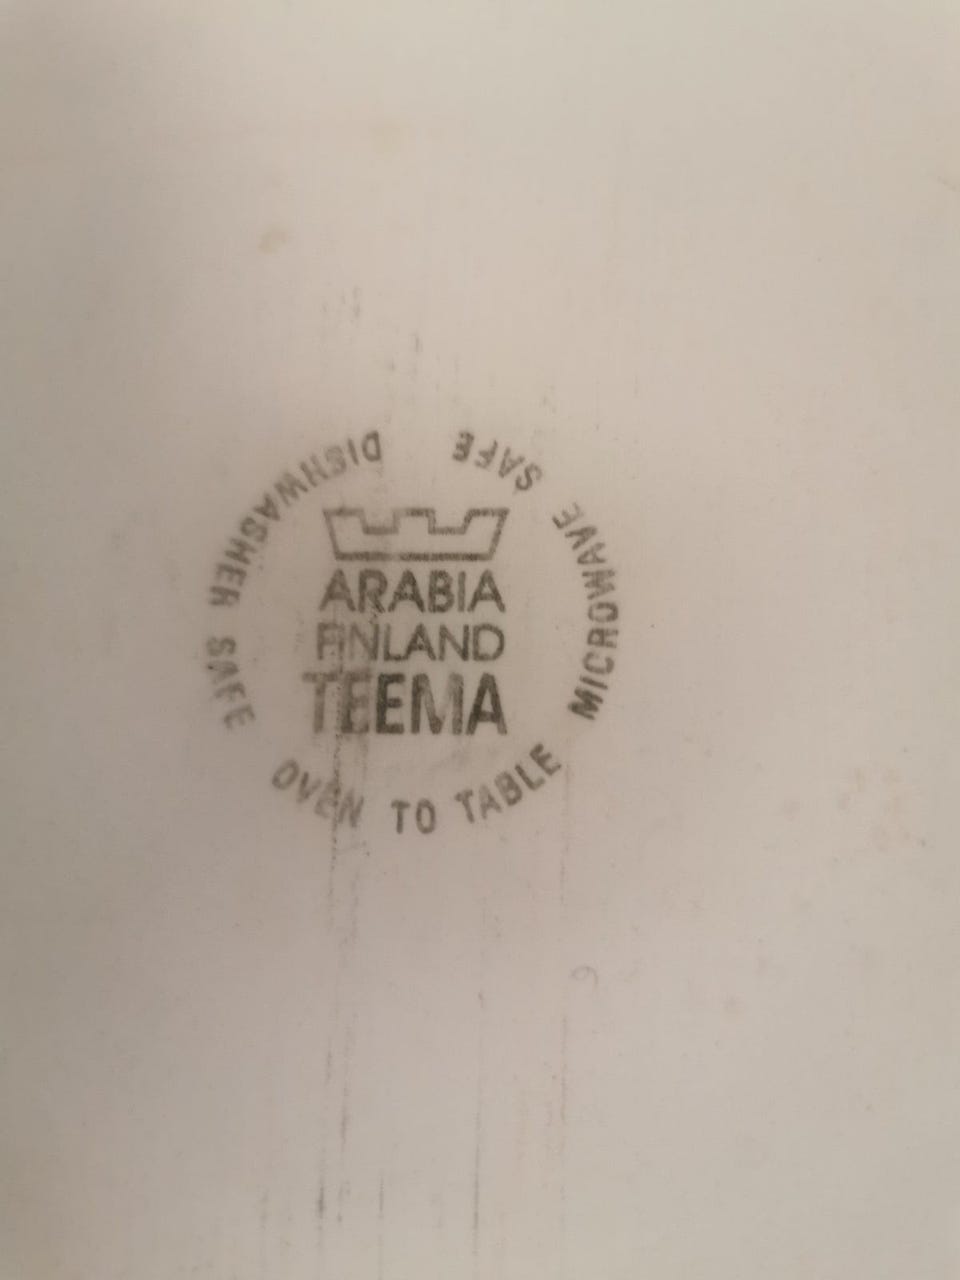 ARABIA
FINLAND
TEEMA
DISHWASHER SAFE
OVEN TO TABLE
MICROWAVE SAFE